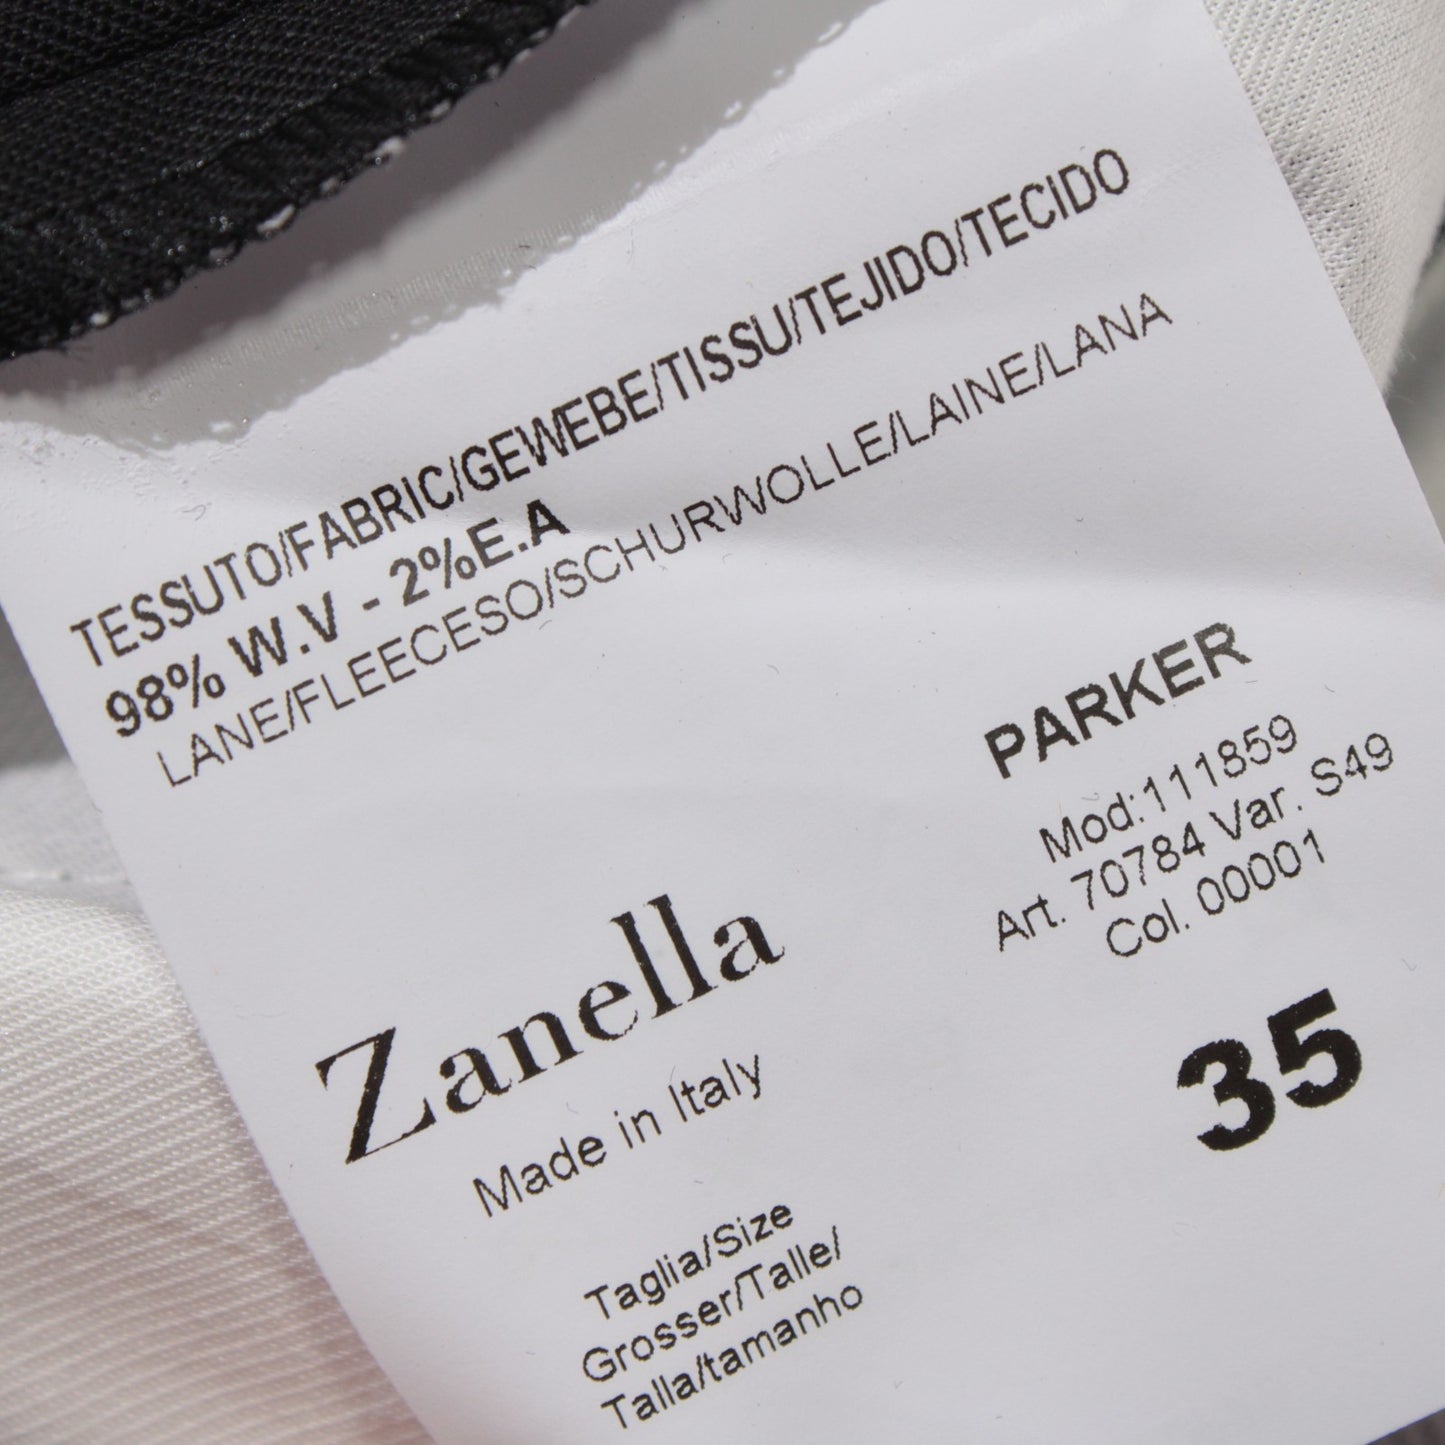 TESSUTO/FABRIC/GEWEBE/TISSU/TEJIDO/TECIDO
98% W.V - 2%E.A
LANE/FLEECESO/SCHURWOLLE/LAINE/LANA
PARKER
Mod:111859
Art. 70784 Var. S49
Col. 00001
Zanella
Made in Italy
35
Taglia/Size
Grosser/Talle/
Talla/tamanho